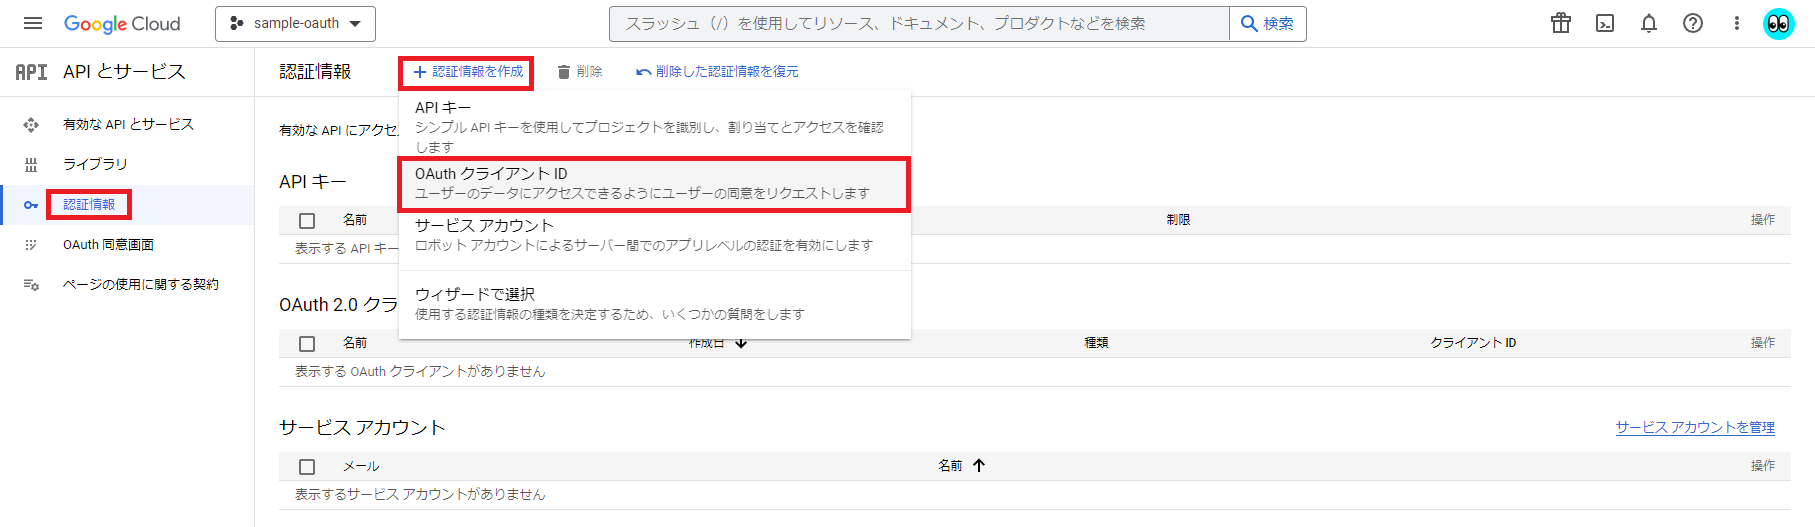 Google Cloud
sample-oauth
スラッシュ（/）を使用してリソース、ドキュメント、プロダクトなどを検索
検索
API
API とサービス
有効な API とサービス
ライブラリ
認証情報
OAuth 同意画面
ページの使用に関する契約
認証情報
認証情報を作成
削除
削除した認証情報を復元
有効な API にアクセ
API キー
シンプル API キーを使用してプロジェクトを識別し、割り当てとアクセスを確認
します
OAuth クライアント ID
ユーザーのデータにアクセスできるようにユーザーの同意をリクエストします
サービス アカウント
ロボット アカウントによるサーバー間でのアプリレベルの認証を有効にします
ウィザードで選択
使用する認証情報の種類を決定するため、いくつかの質問をします
API キー
名前 制限 操作
表示する API キー
OAuth 2.0 クラ
名前 作成日 種類 クライアント ID 操作
表示する OAuth クライアントがありません
サービス アカウント
サービス アカウントを管理
メール 名前 操作
表示するサービス アカウントがありません